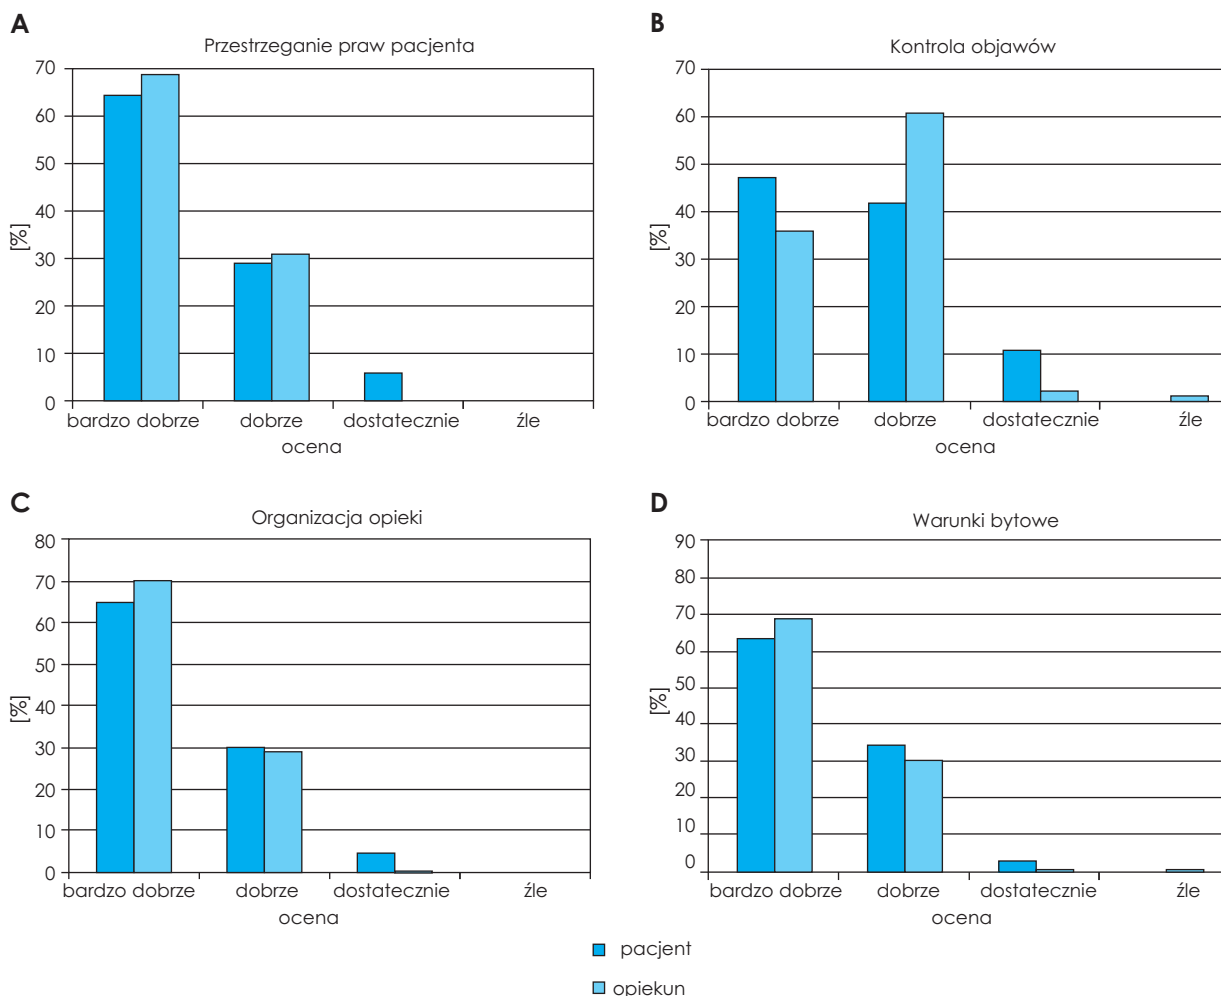 A
Przestrzeganie praw pacjenta
70
60
50
40
30
20
10
0
[%]
bardzo dobrze dobrze dostatecznie źle
ocena
B
Kontrola objawów
70
60
50
40
30
20
10
0
[%]
bardzo dobrze dobrze dostatecznie źle
ocena
C
Organizacja opieki
80
70
60
50
40
30
20
10
0
[%]
bardzo dobrze dobrze dostatecznie źle
ocena
D
Warunki bytowe
90
80
70
60
50
40
30
20
10
0
[%]
bardzo dobrze dobrze dostatecznie źle
ocena
pacjent
opiekun